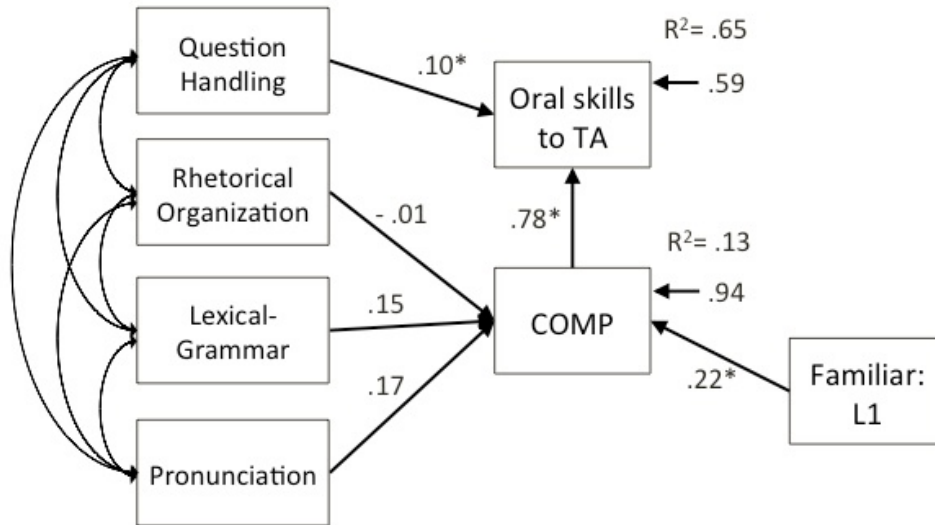 Question
Handling
.10*
Oral skills
to TA
R²= .65
.59
Rhetorical
Organization
- .01
.78*
R²= .13
.94
Lexical-
Grammar
.15
COMP
.22*
Familiar:
L1
.17
Pronunciation